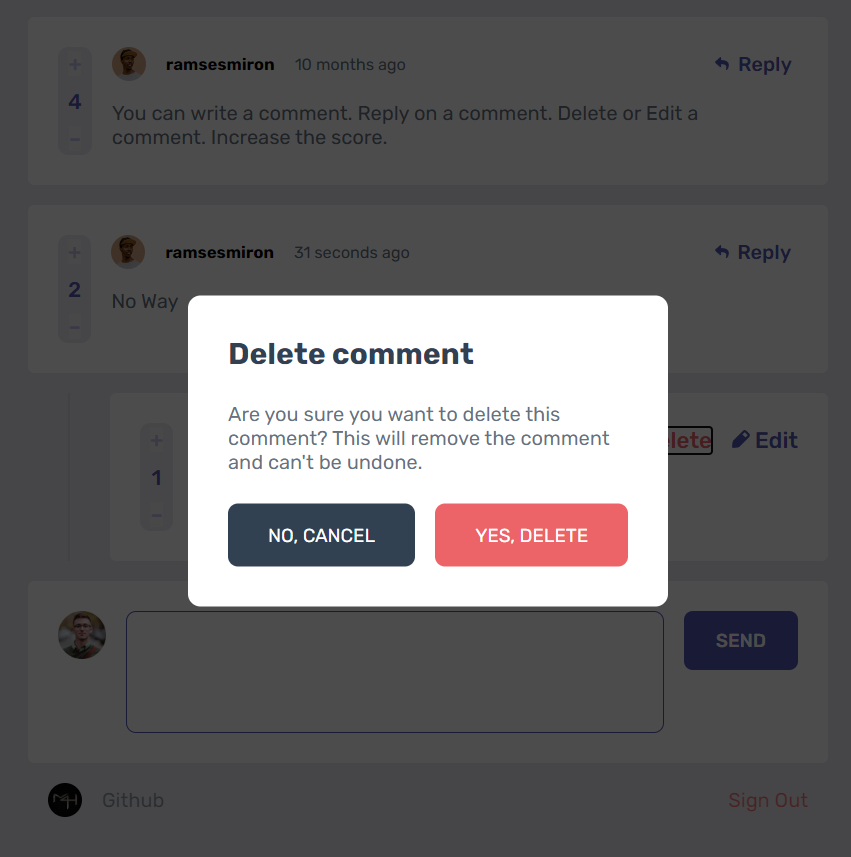 +
ramsesmiron 10 months ago Reply
4
You can write a comment. Reply on a comment. Delete or Edit a
comment. Increase the score.
−
+
ramsesmiron 31 seconds ago Reply
2
No Way
−
Delete comment
Are you sure you want to delete this
comment? This will remove the comment
and can't be undone.
NO, CANCEL YES, DELETE
+
lete Edit
1
−
SEND
Github Sign Out